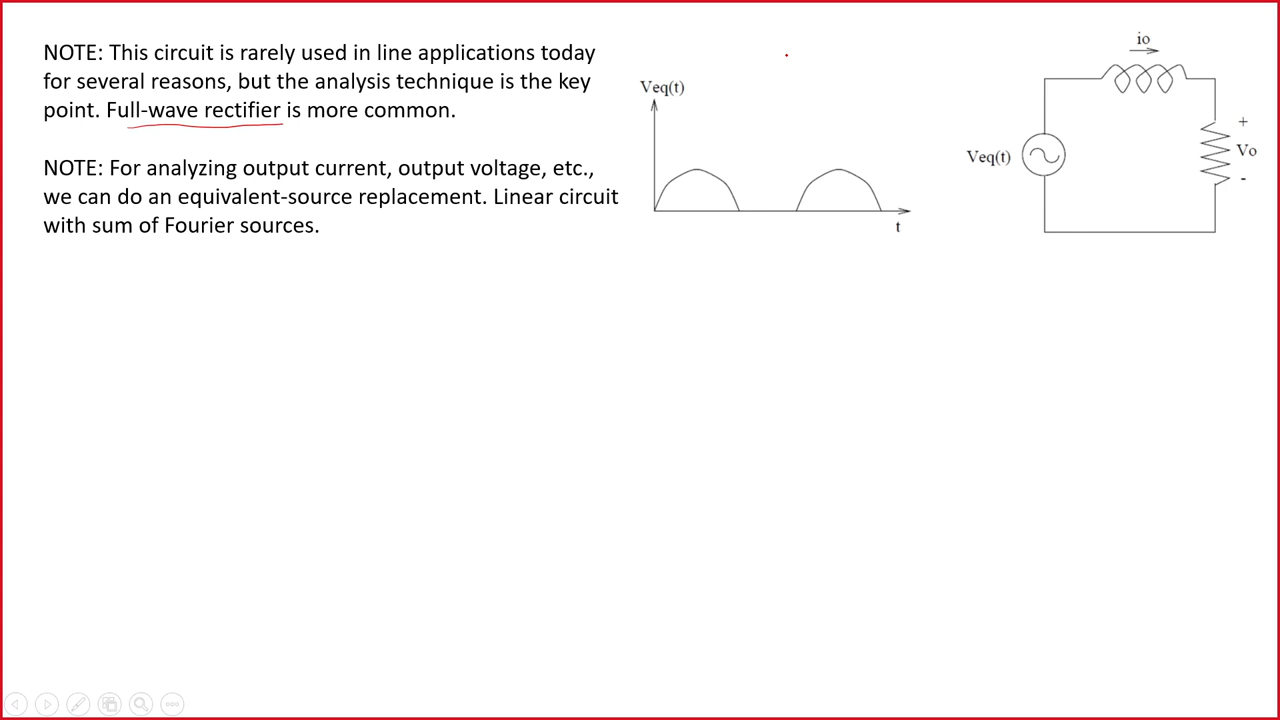 NOTE: This circuit is rarely used in line applications today
for several reasons, but the analysis technique is the key
point. Full-wave rectifier is more common.
NOTE: For analyzing output current, output voltage, etc.,
we can do an equivalent-source replacement. Linear circuit
with sum of Fourier sources.
Veq(t)
t
io
Veq(t)
+
Vo
-